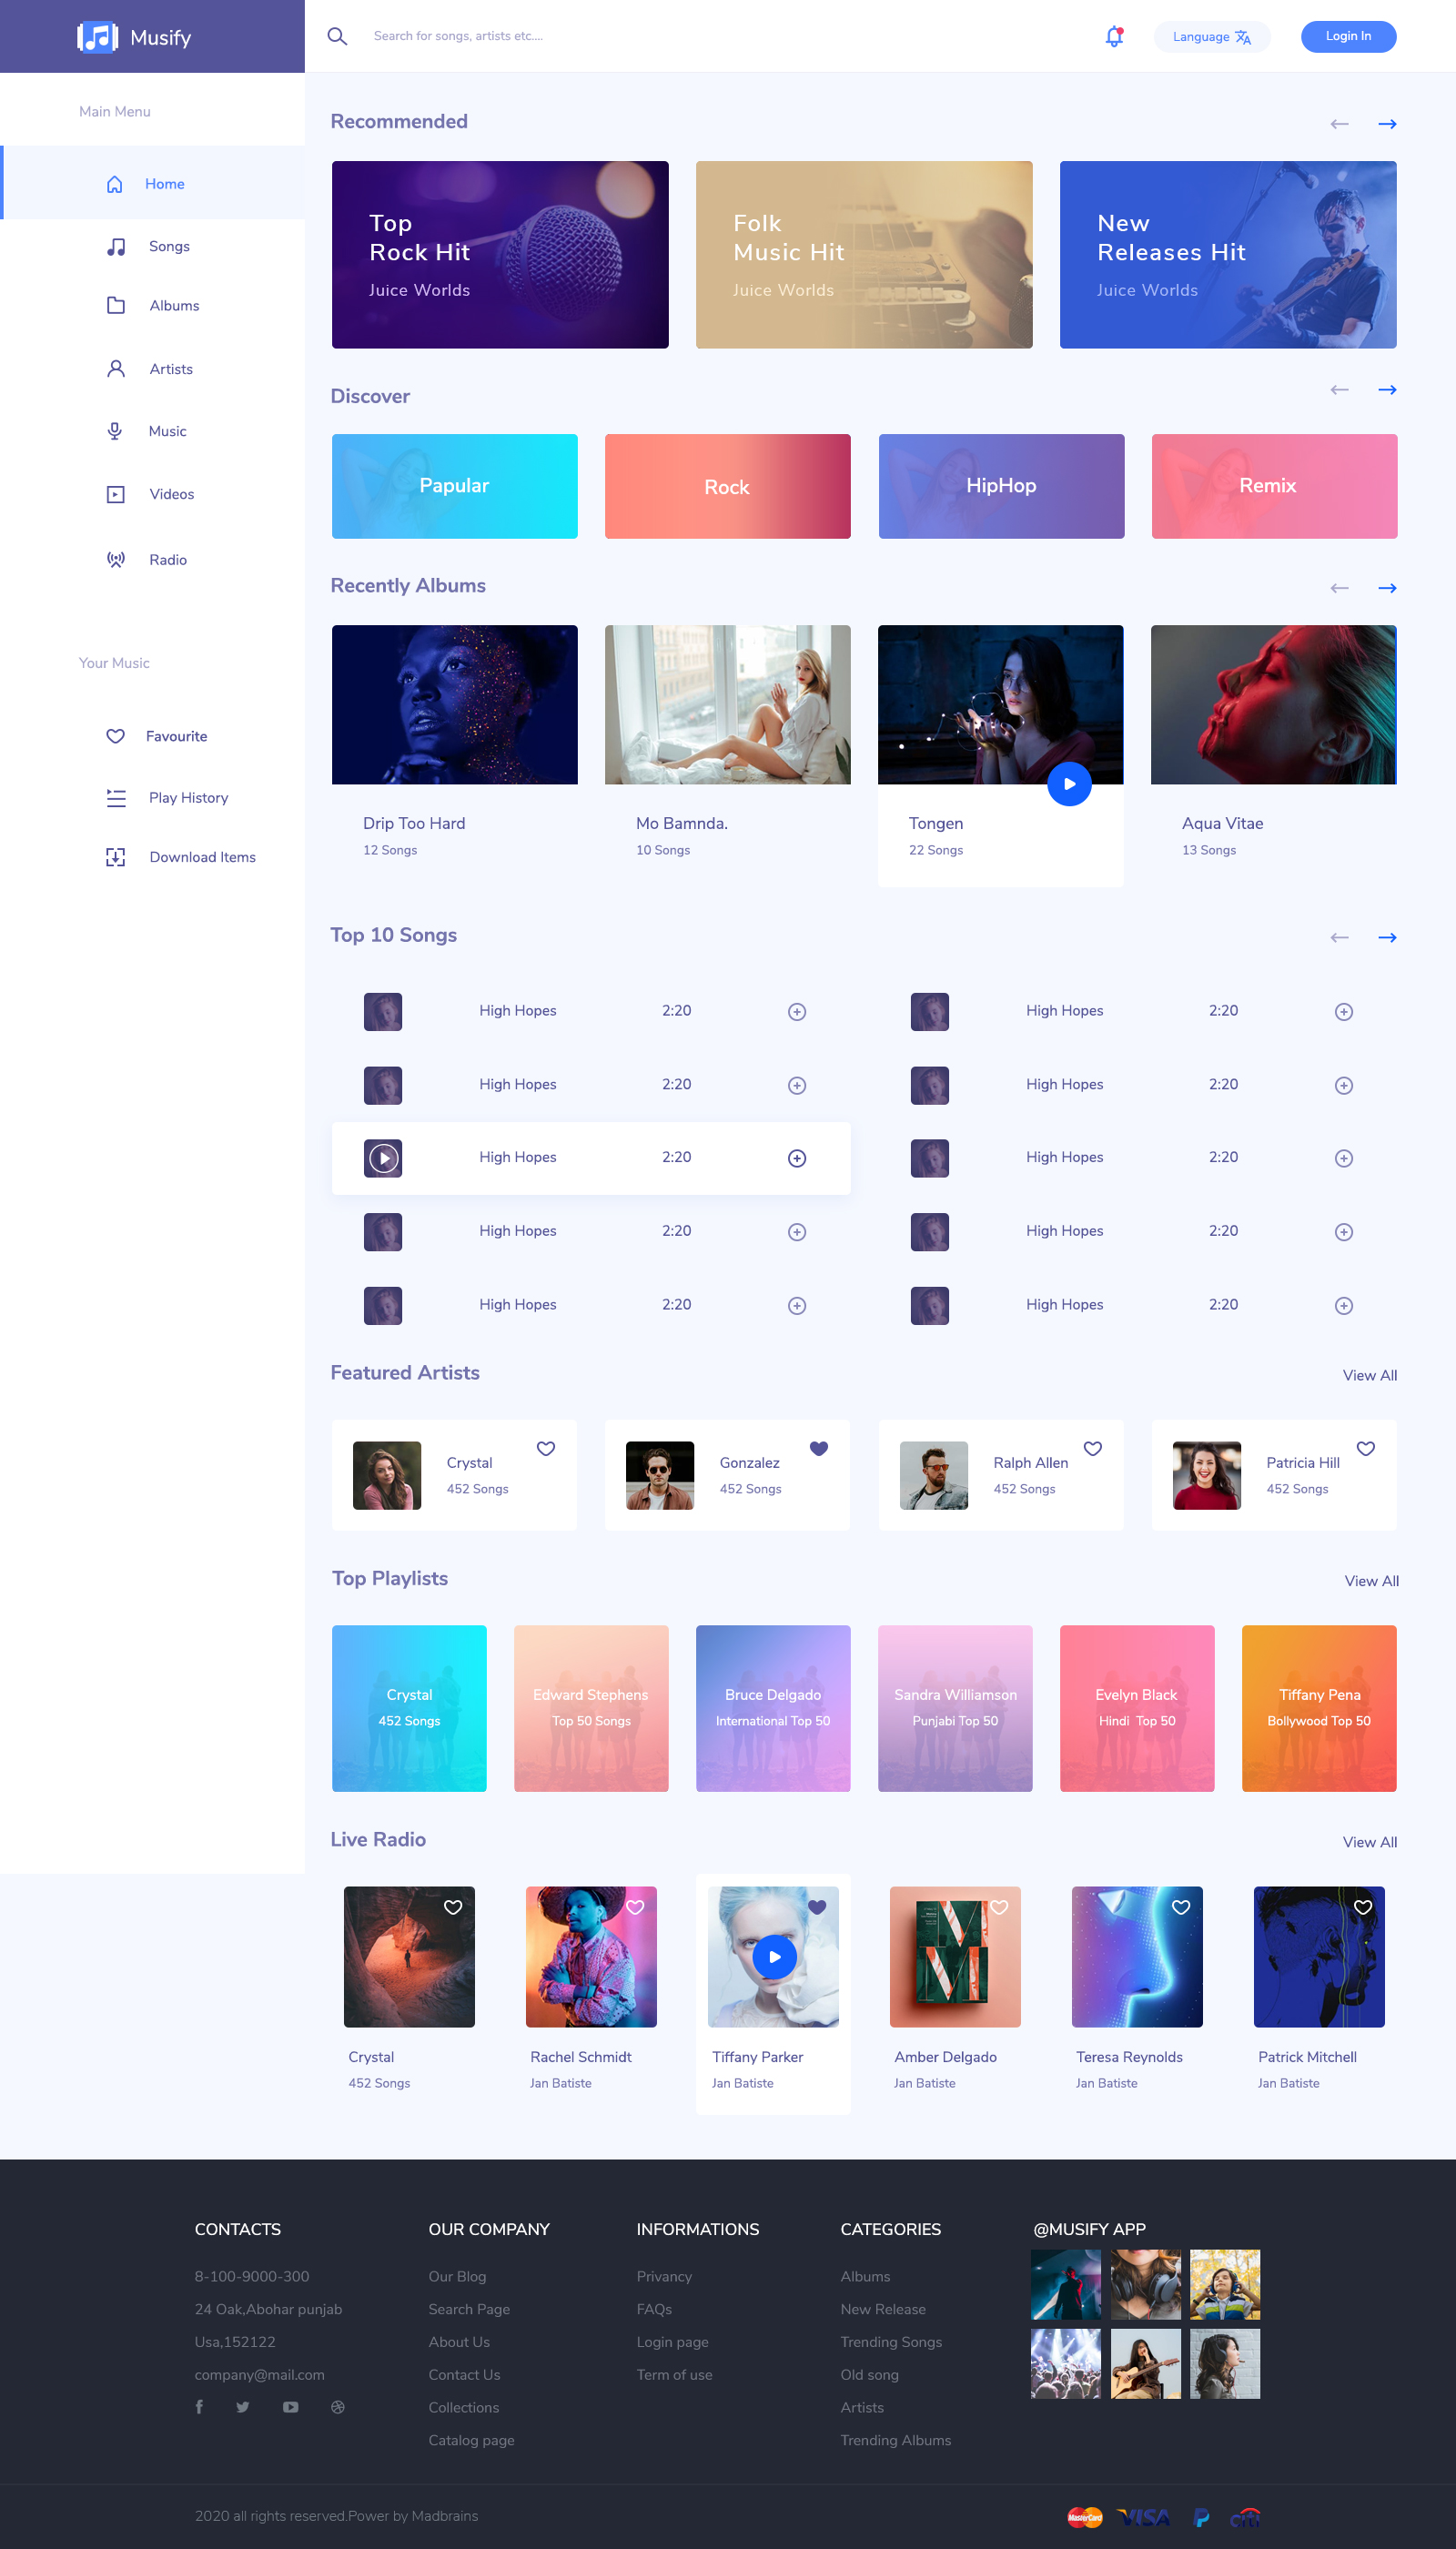 Musify
Search for songs, artists etc....
Language
Login In
Main Menu
Home
Songs
Albums
Artists
Music
Videos
Radio
Your Music
Favourite
Play History
Download Items
Recommended
Top
Rock Hit
Juice Worlds
Folk
Music Hit
Juice Worlds
New
Releases Hit
Juice Worlds
Discover
Papular
Rock
HipHop
Remix
Recently Albums
Drip Too Hard
12 Songs
Mo Bamnda.
10 Songs
Tongen
22 Songs
Aqua Vitae
13 Songs
Top 10 Songs
High Hopes 2:20
High Hopes 2:20
High Hopes 2:20
High Hopes 2:20
High Hopes 2:20
High Hopes 2:20
High Hopes 2:20
High Hopes 2:20
High Hopes 2:20
High Hopes 2:20
Featured Artists
View All
Crystal
452 Songs
Gonzalez
452 Songs
Ralph Allen
452 Songs
Patricia Hill
452 Songs
Top Playlists
View All
Crystal
452 Songs
Edward Stephens
Top 50 Songs
Bruce Delgado
International Top 50
Sandra Williamson
Punjabi Top 50
Evelyn Black
Hindi Top 50
Tiffany Pena
Bollywood Top 50
Live Radio
View All
Crystal
452 Songs
Rachel Schmidt
Jan Batiste
Tiffany Parker
Jan Batiste
Amber Delgado
Jan Batiste
Teresa Reynolds
Jan Batiste
Patrick Mitchell
Jan Batiste
CONTACTS
8-100-9000-300
24 Oak,Abohar punjab
Usa,152122
company@mail.com
OUR COMPANY
Our Blog
Search Page
About Us
Contact Us
Collections
Catalog page
INFORMATIONS
Privancy
FAQs
Login page
Term of use
CATEGORIES
Albums
New Release
Trending Songs
Old song
Artists
Trending Albums
@MUSIFY APP
2020 all rights reserved.Power by Madbrains
MasterCard
VISA
citi